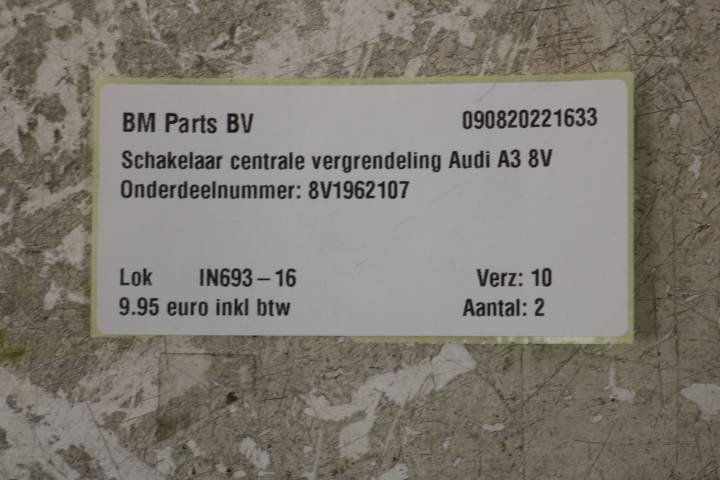 BM Parts BV 090820221633
Schakelaar centrale vergrendeling Audi A3 8V
Onderdeelnummer: 8V1962107
Lok IN693-16 Verz: 10
9.95 euro inkl btw Aantal: 2